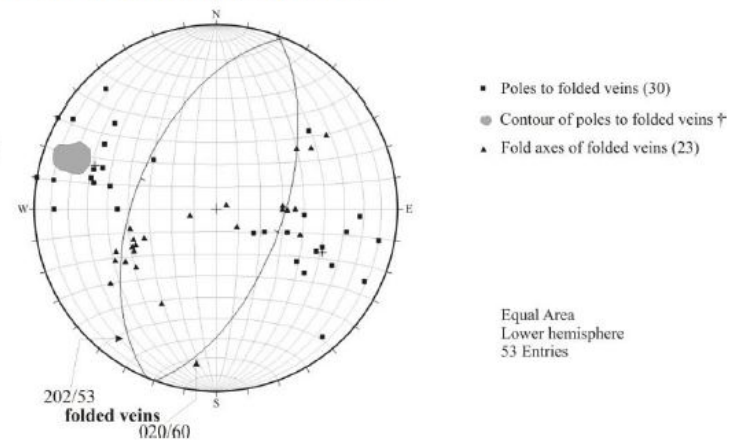 N
W
E
S
202/53
folded veins
020/60
Poles to folded veins (30)
Contour of poles to folded veins †
Fold axes of folded veins (23)
Equal Area
Lower hemisphere
53 Entries